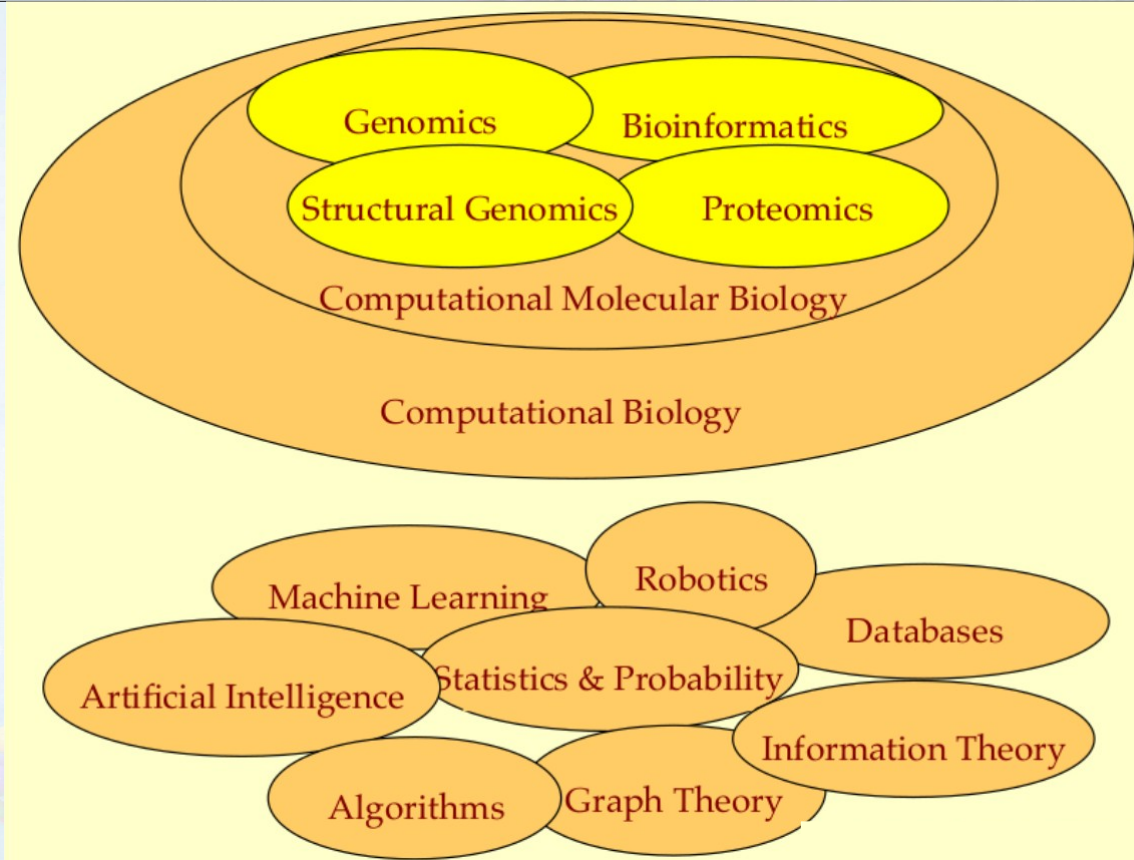 Genomics
Bioinformatics
Structural Genomics
Proteomics
Computational Molecular Biology
Computational Biology
Robotics
Machine Learning
Databases
Statistics & Probability
Artificial Intelligence
Information Theory
Graph Theory
Algorithms